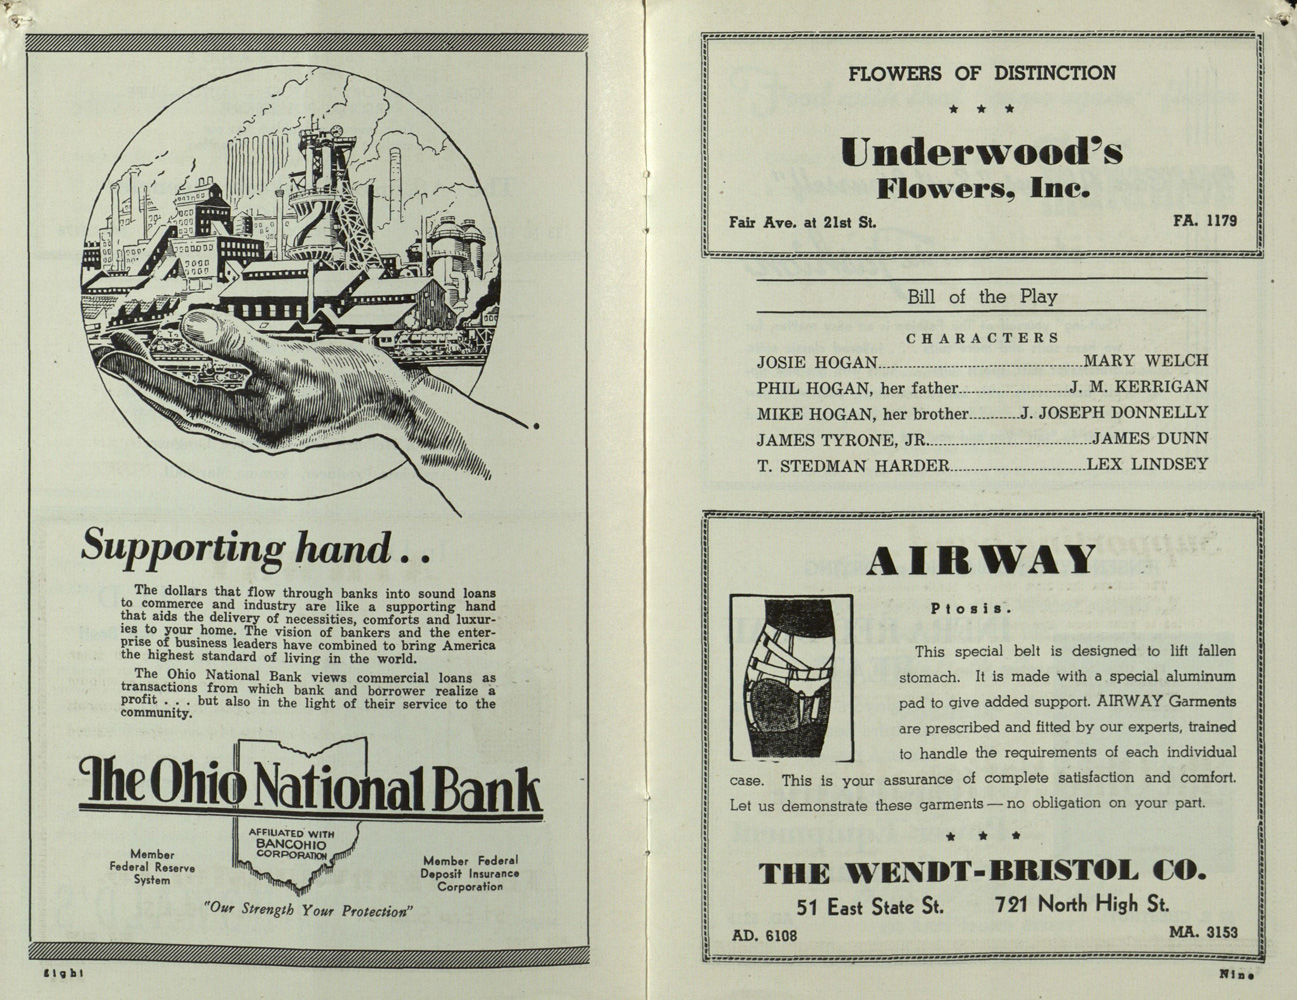 Supporting hand . .
The dollars that flow through banks into sound loans
to commerce and industry are like a supporting hand
that aids the delivery of necessities, comforts and luxur-
ies to your home. The vision of bankers and the enter-
prise of business leaders have combined to bring America
the highest standard of living in the world.
The Ohio National Bank views commercial loans as
transactions from which bank and borrower realize a
profit . . . but also in the light of their service to the
community.
The Ohio National Bank
AFFILIATED WITH
BANCOHIO
CORPORATION
Member
Federal Reserve
System
Member Federal
Deposit Insurance
Corporation
"Our Strength Your Protection"
Eight
FLOWERS OF DISTINCTION
★ ★ ★
Underwood's
Flowers, Inc.
Fair Ave. at 21st St. FA. 1179
Bill of the Play
CHARACTERS
JOSIE HOGAN..........MARY WELCH
PHIL HOGAN, her father..........J. M. KERRIGAN
MIKE HOGAN, her brother..........J. JOSEPH DONNELLY
JAMES TYRONE, JR...........JAMES DUNN
T. STEDMAN HARDER..........LEX LINDSEY
AIRWAY
Ptosis.
This special belt is designed to lift fallen
stomach. It is made with a special aluminum
pad to give added support. AIRWAY Garments
are prescribed and fitted by our experts, trained
to handle the requirements of each individual
case. This is your assurance of complete satisfaction and comfort.
Let us demonstrate these garments — no obligation on your part.
★ ★ ★
THE WENDT-BRISTOL CO.
51 East State St. 721 North High St.
AD. 6108 MA. 3153
Nine